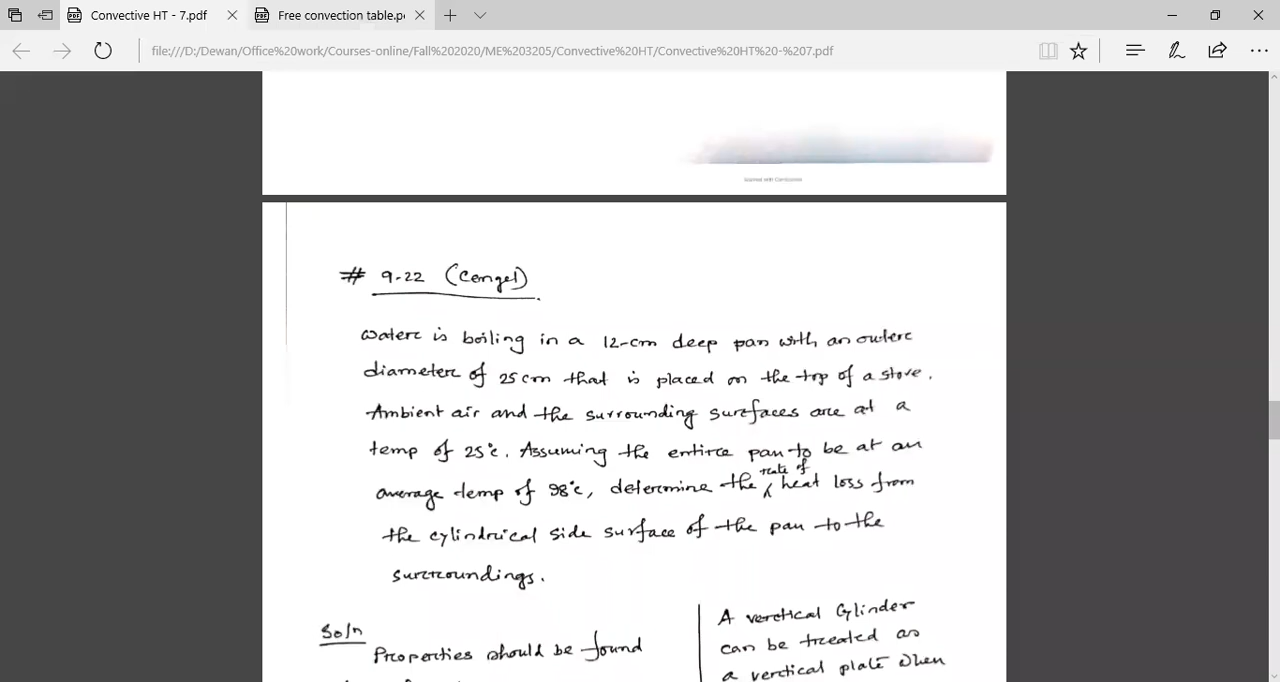 Convective HT - 7.pdf
Free convection table.p
file:///D:/Dewan/Office%20work/Courses-online/Fall%202020/ME%203205/Convective%20HT/Convective%20HT%20-%207.pdf
Scanned with CamScanner
# 9-22 (Cengel)
Water is boiling in a 12-cm deep pan with an outer
diameter of 25 cm that is placed on the top of a stove.
Ambient air and the surrounding surfaces are at a
temp of 25°c. Assuming the entire pan to be at an
average temp of 98°c, determine the rate of heat loss from
the cylindrical side surface of the pan to the
surroundings.
Soln
Properties should be found
A vertical Cylinder
can be treated as
a vertical plate when